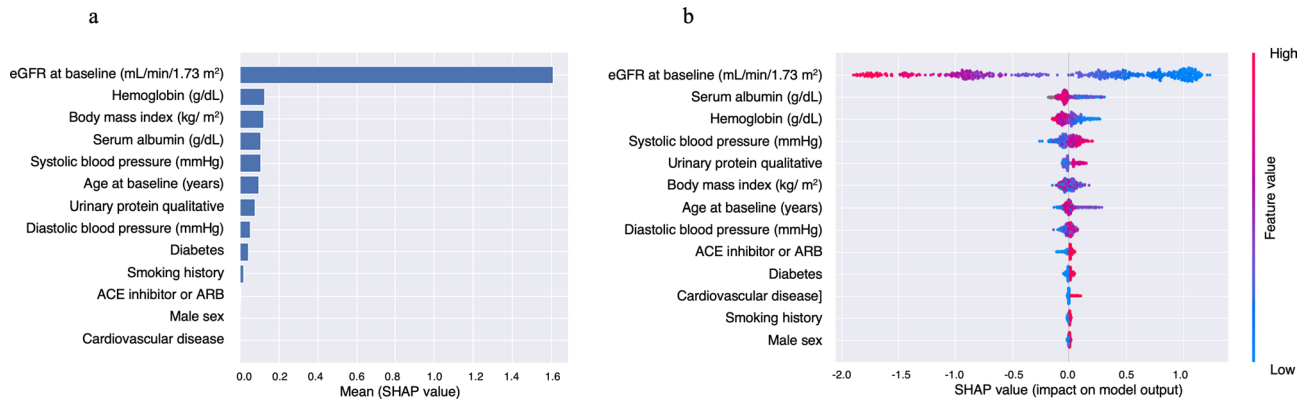 a
eGFR at baseline (mL/min/1.73 m²)
Hemoglobin (g/dL)
Body mass index (kg/ m²)
Serum albumin (g/dL)
Systolic blood pressure (mmHg)
Age at baseline (years)
Urinary protein qualitative
Diastolic blood pressure (mmHg)
Diabetes
Smoking history
ACE inhibitor or ARB
Male sex
Cardiovascular disease
0.0 0.2 0.4 0.6 0.8 1.0 1.2 1.4 1.6
Mean (SHAP value)
b
eGFR at baseline (mL/min/1.73 m²)
Serum albumin (g/dL)
Hemoglobin (g/dL)
Systolic blood pressure (mmHg)
Urinary protein qualitative
Body mass index (kg/ m²)
Age at baseline (years)
Diastolic blood pressure (mmHg)
ACE inhibitor or ARB
Diabetes
Cardiovascular disease]
Smoking history
Male sex
-2.0 -1.5 -1.0 -0.5 0.0 0.5 1.0
SHAP value (impact on model output)
High
Feature value
Low